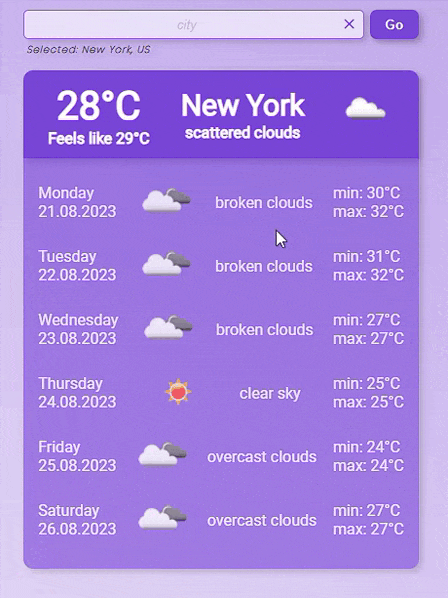 city
Go
Selected: New York, US
28°C
Feels like 29°C
New York
scattered clouds
Monday
21.08.2023
broken clouds
min: 30°C
max: 32°C
Tuesday
22.08.2023
broken clouds
min: 31°C
max: 32°C
Wednesday
23.08.2023
broken clouds
min: 27°C
max: 27°C
Thursday
24.08.2023
clear sky
min: 25°C
max: 25°C
Friday
25.08.2023
overcast clouds
min: 24°C
max: 24°C
Saturday
26.08.2023
overcast clouds
min: 27°C
max: 27°C